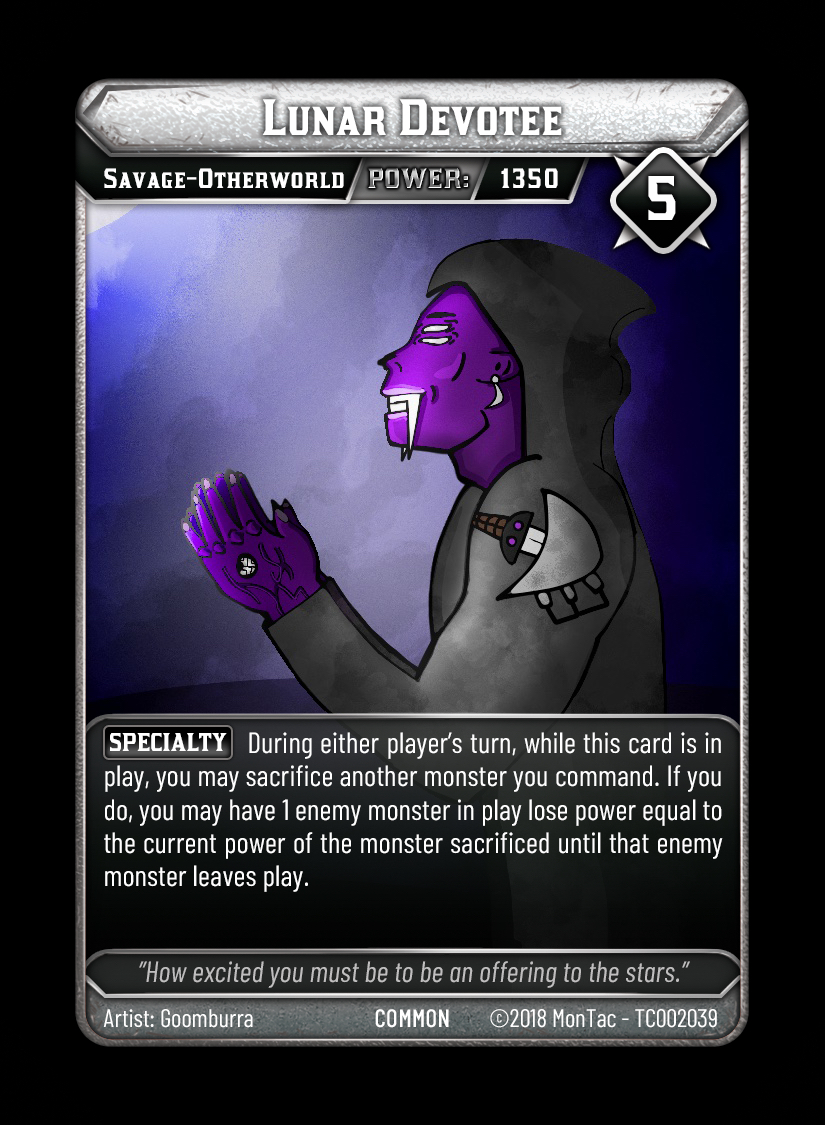 Lunar Devotee
Savage-Otherworld POWER: 1350
5
SPECIALTY During either player's turn, while this card is in
play, you may sacrifice another monster you command. If you
do, you may have 1 enemy monster in play lose power equal to
the current power of the monster sacrificed until that enemy
monster leaves play.
"How excited you must be to be an offering to the stars."
Artist: Goomburra COMMON ©2018 MonTac - TC002039